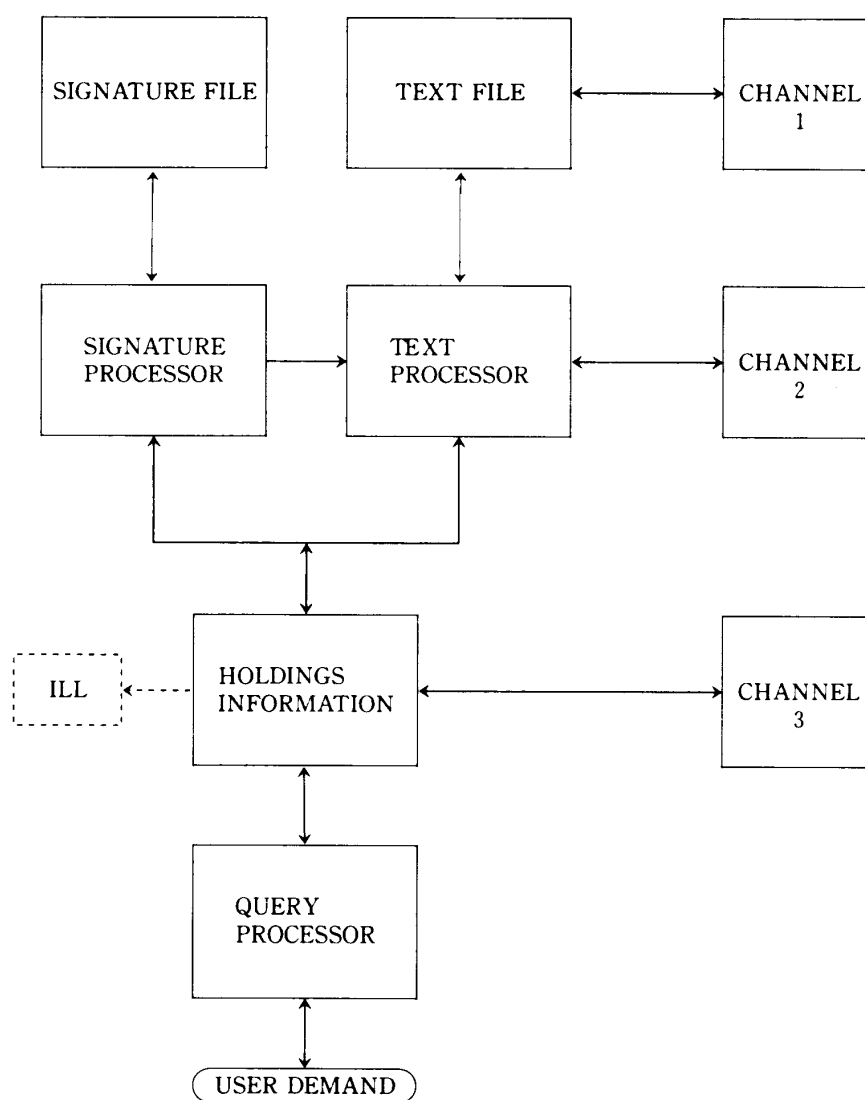 SIGNATURE FILE
TEXT FILE
CHANNEL
1
SIGNATURE
PROCESSOR
TEXT
PROCESSOR
CHANNEL
2
ILL
HOLDINGS
INFORMATION
CHANNEL
3
QUERY
PROCESSOR
USER DEMAND